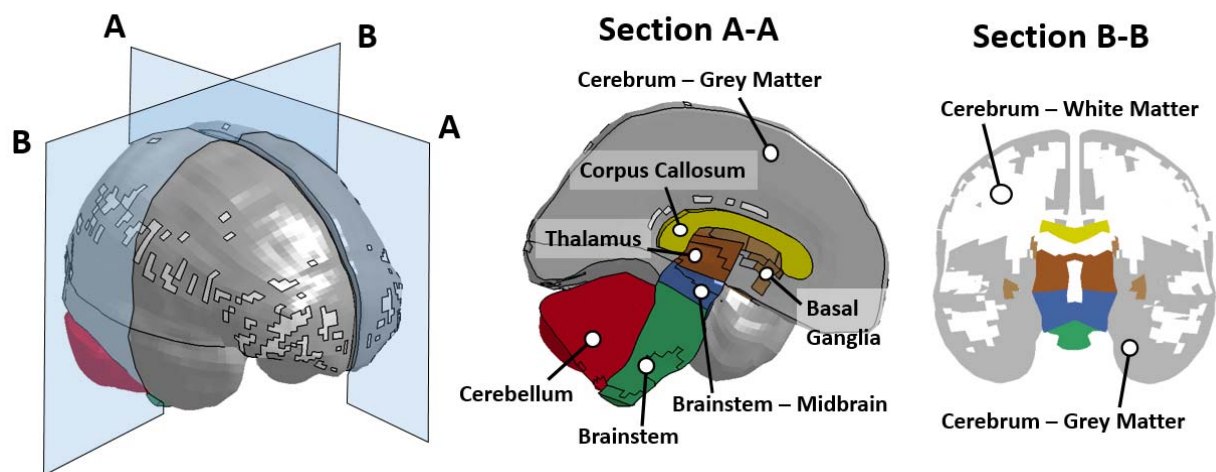 A
B
B
A
Section A-A
Cerebrum – Grey Matter
Corpus Callosum
Thalamus
Basal
Ganglia
Cerebellum
Brainstem – Midbrain
Brainstem
Section B-B
Cerebrum – White Matter
Cerebrum – Grey Matter